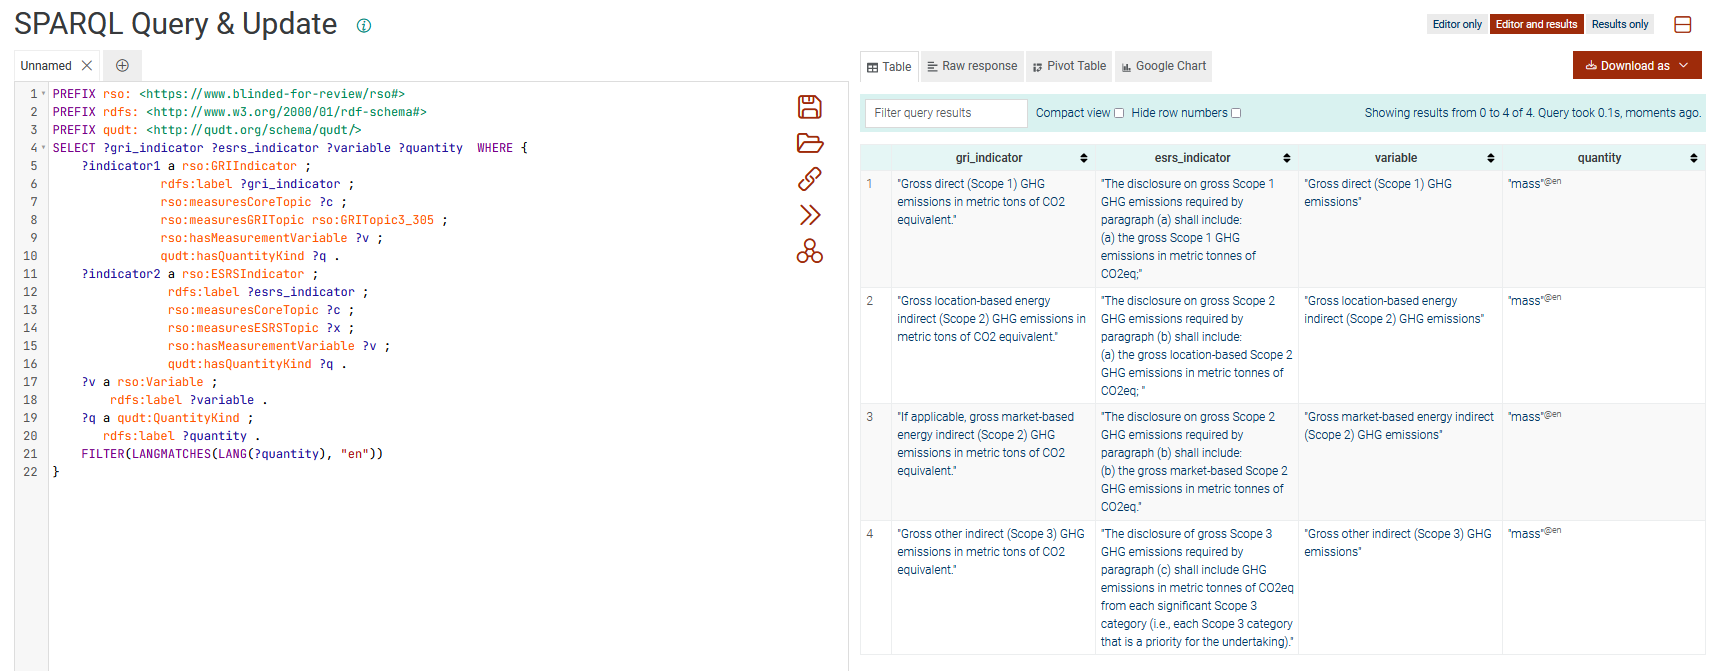 SPARQL Query & Update
Editor only
Editor and results
Results only
Unnamed
1 PREFIX rso: <https://www.blinded-for-review/rso#>
2 PREFIX rdfs: <http://www.w3.org/2000/01/rdf-schema#>
3 PREFIX qudt: <http://qudt.org/schema/qudt/>
4 SELECT ?gri_indicator ?esrs_indicator ?variable ?quantity  WHERE {
5     ?indicator1 a rso:GRIIndicator ;
6                rdfs:label ?gri_indicator ;
7                rso:measuresCoreTopic ?c ;
8                rso:measuresGRITopic rso:GRITopic3_305 ;
9                rso:hasMeasurementVariable ?v ;
10                qudt:hasQuantityKind ?q .
11     ?indicator2 a rso:ESRSIndicator ;
12                 rdfs:label ?esrs_indicator ;
13                 rso:measuresCoreTopic ?c ;
14                 rso:measuresESRSTopic ?x ;
15                 rso:hasMeasurementVariable ?v ;
16                 qudt:hasQuantityKind ?q .
17     ?v a rso:Variable ;
18         rdfs:label ?variable .
19     ?q a qudt:QuantityKind ;
20        rdfs:label ?quantity .
21     FILTER(LANGMATCHES(LANG(?quantity), "en"))
22 }
Table
Raw response
Pivot Table
Google Chart
Download as
Filter query results
Compact view
Hide row numbers
Showing results from 0 to 4 of 4. Query took 0.1s, moments ago.
gri_indicator
esrs_indicator
variable
quantity
1
"Gross direct (Scope 1) GHG
emissions in metric tons of CO2
equivalent."
"The disclosure on gross Scope 1
GHG emissions required by
paragraph (a) shall include:
(a) the gross Scope 1 GHG
emissions in metric tonnes of
CO2eq;"
"Gross direct (Scope 1) GHG
emissions"
"mass"@en
2
"Gross location-based energy
indirect (Scope 2) GHG emissions in
metric tons of CO2 equivalent."
"The disclosure on gross Scope 2
GHG emissions required by
paragraph (b) shall include:
(a) the gross location-based Scope 2
GHG emissions in metric tonnes of
CO2eq; "
"Gross location-based energy
indirect (Scope 2) GHG emissions"
"mass"@en
3
"If applicable, gross market-based
energy indirect (Scope 2) GHG
emissions in metric tons of CO2
equivalent."
"The disclosure on gross Scope 2
GHG emissions required by
paragraph (b) shall include:
(b) the gross market-based Scope 2
GHG emissions in metric tonnes of
CO2eq."
"Gross market-based energy indirect
(Scope 2) GHG emissions"
"mass"@en
4
"Gross other indirect (Scope 3) GHG
emissions in metric tons of CO2
equivalent."
"The disclosure of gross Scope 3
GHG emissions required by
paragraph (c) shall include GHG
emissions in metric tonnes of CO2eq
from each significant Scope 3
category (i.e., each Scope 3 category
that is a priority for the undertaking)."
"Gross other indirect (Scope 3) GHG
emissions"
"mass"@en